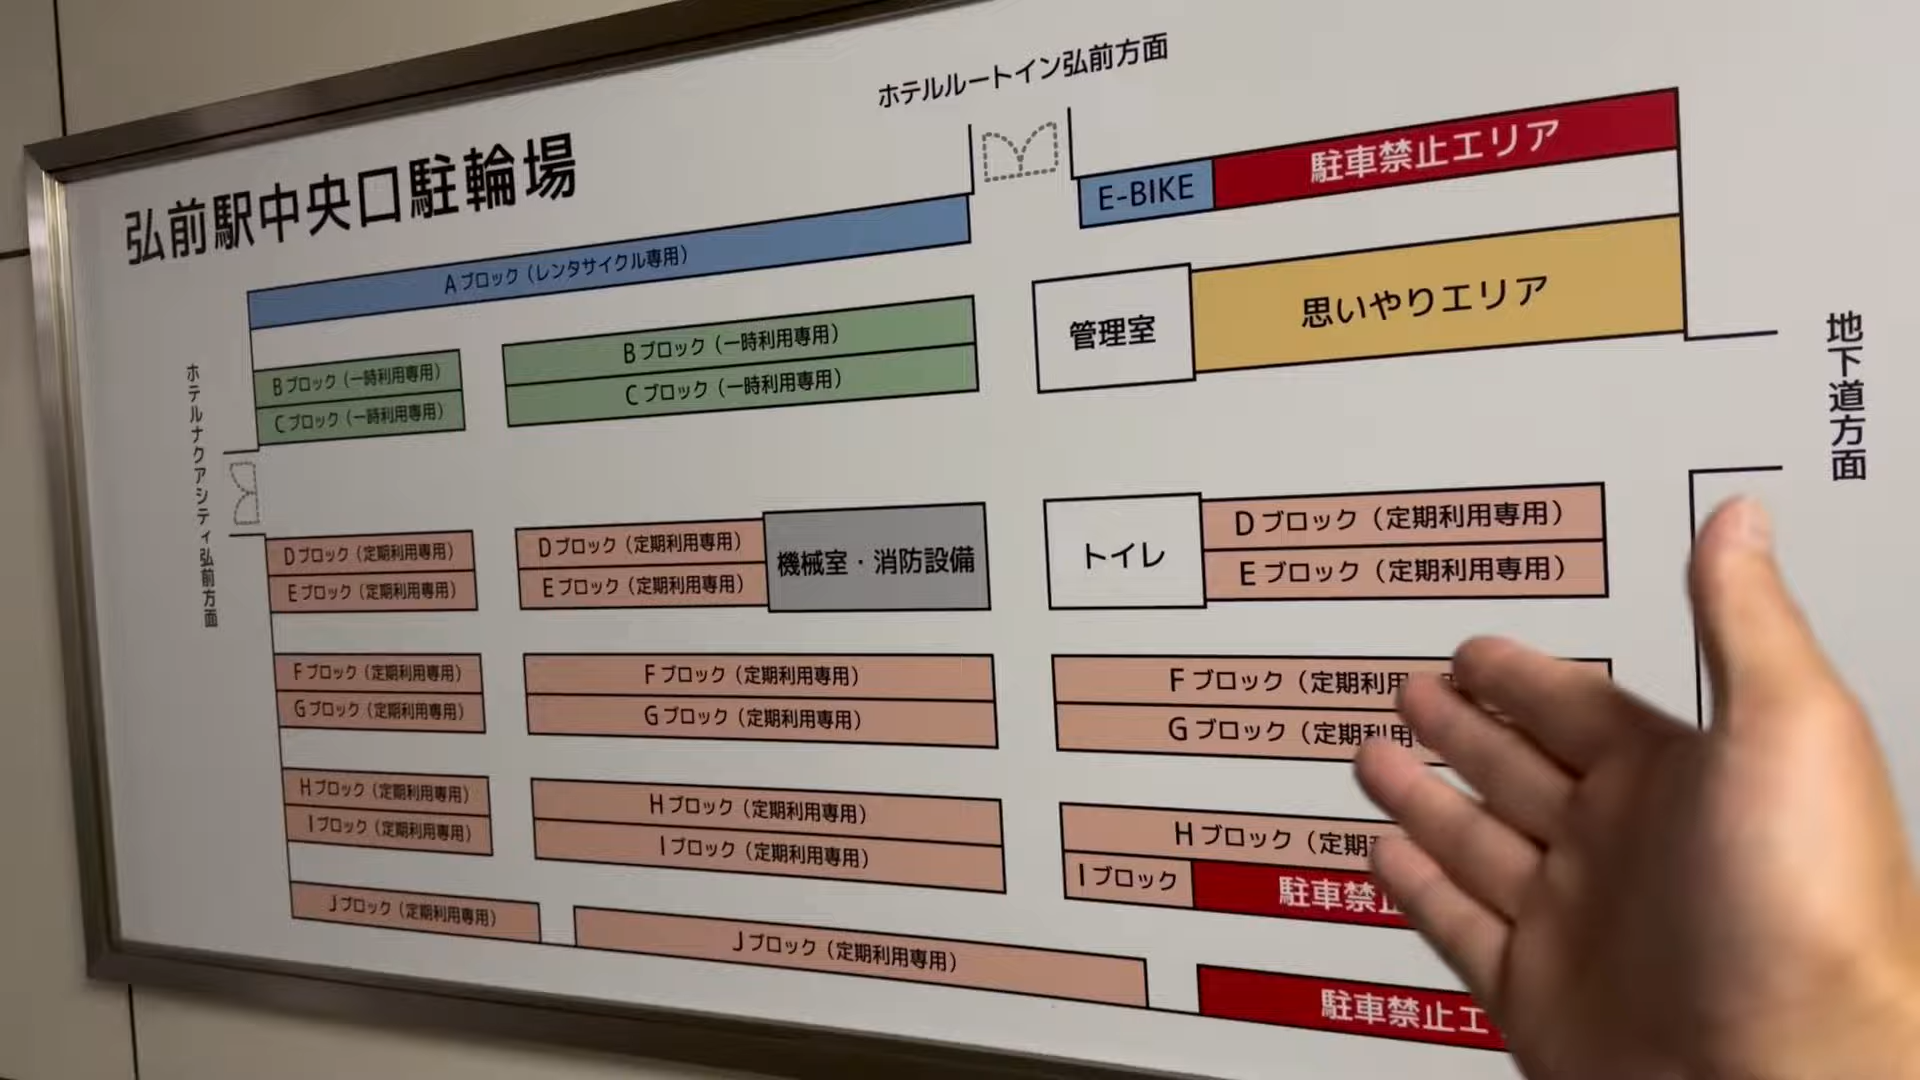 ホテルルートイン弘前方面
弘前駅中央口駐輪場
E-BIKE
駐車禁止エリア
Aブロック（レンタサイクル専用）
管理室
思いやりエリア
Bブロック（一時利用専用）
Bブロック（一時利用専用）
Cブロック（一時利用専用）
Cブロック（一時利用専用）
地下道方面
ホテルナクアシティ弘前方面
Dブロック（定期利用専用）
Dブロック（定期利用専用）
機械室・消防設備
トイレ
Dブロック（定期利用専用）
Eブロック（定期利用専用）
Eブロック（定期利用専用）
Eブロック（定期利用専用）
Fブロック（定期利用専用）
Fブロック（定期利用専用）
Fブロック（定期利用
Gブロック（定期利用専用）
Gブロック（定期利用専用）
Gブロック（定期利用
Hブロック（定期利用専用）
Hブロック（定期利用専用）
Hブロック（定期
Iブロック（定期利用専用）
Iブロック（定期利用専用）
Iブロック
駐車禁止
Jブロック（定期利用専用）
Jブロック（定期利用専用）
駐車禁止エ